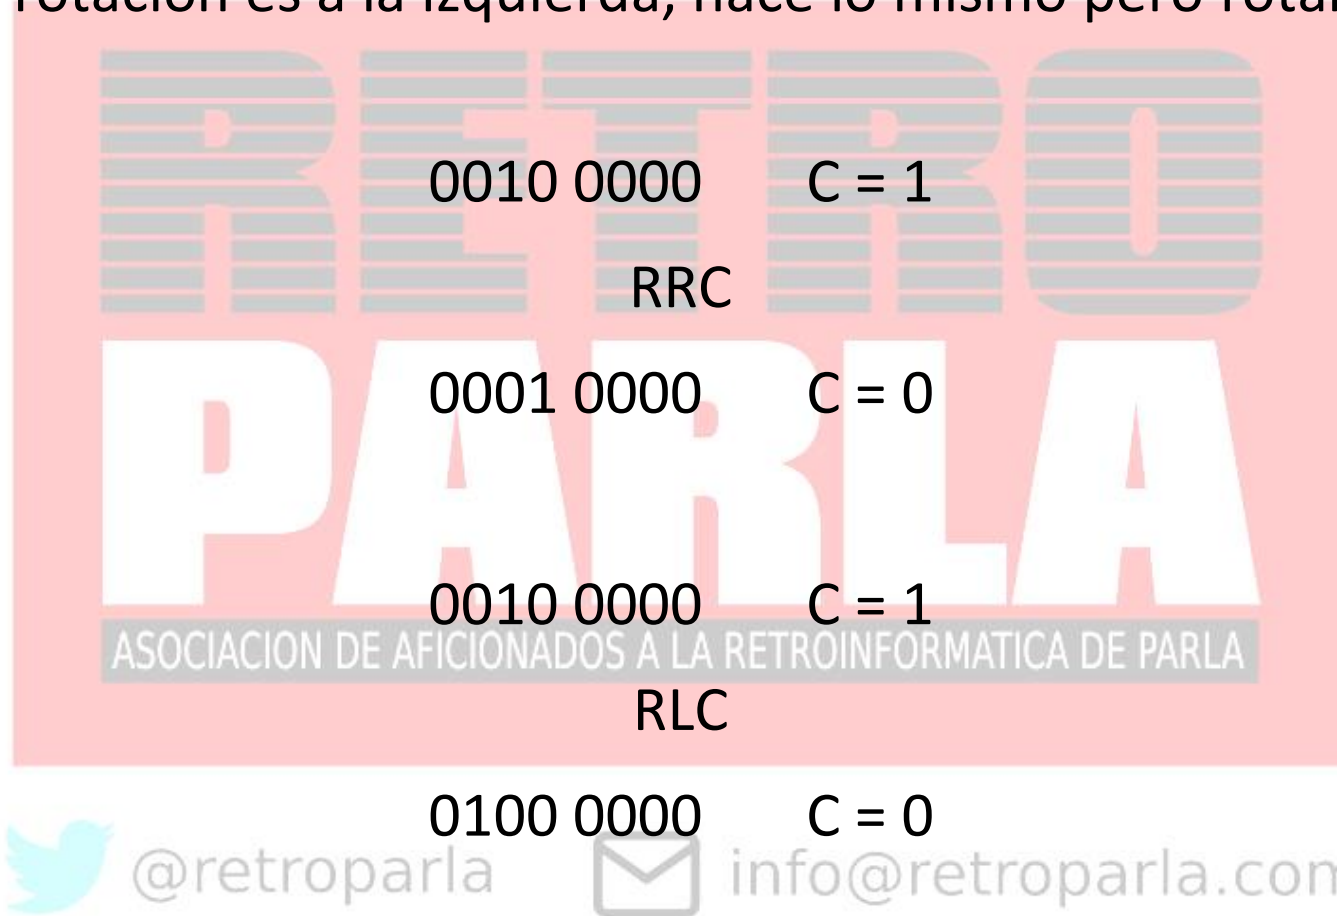 rotación es a la izquierda, hace lo mismo pero rotan
RETRO
0010 0000 C = 1
RRC
PARLA
0001 0000 C = 0
0010 0000 C = 1
ASOCIACION DE AFICIONADOS A LA RETROINFORMATICA DE PARLA
RLC
0100 0000 C = 0
@retroparla info@retroparla.com